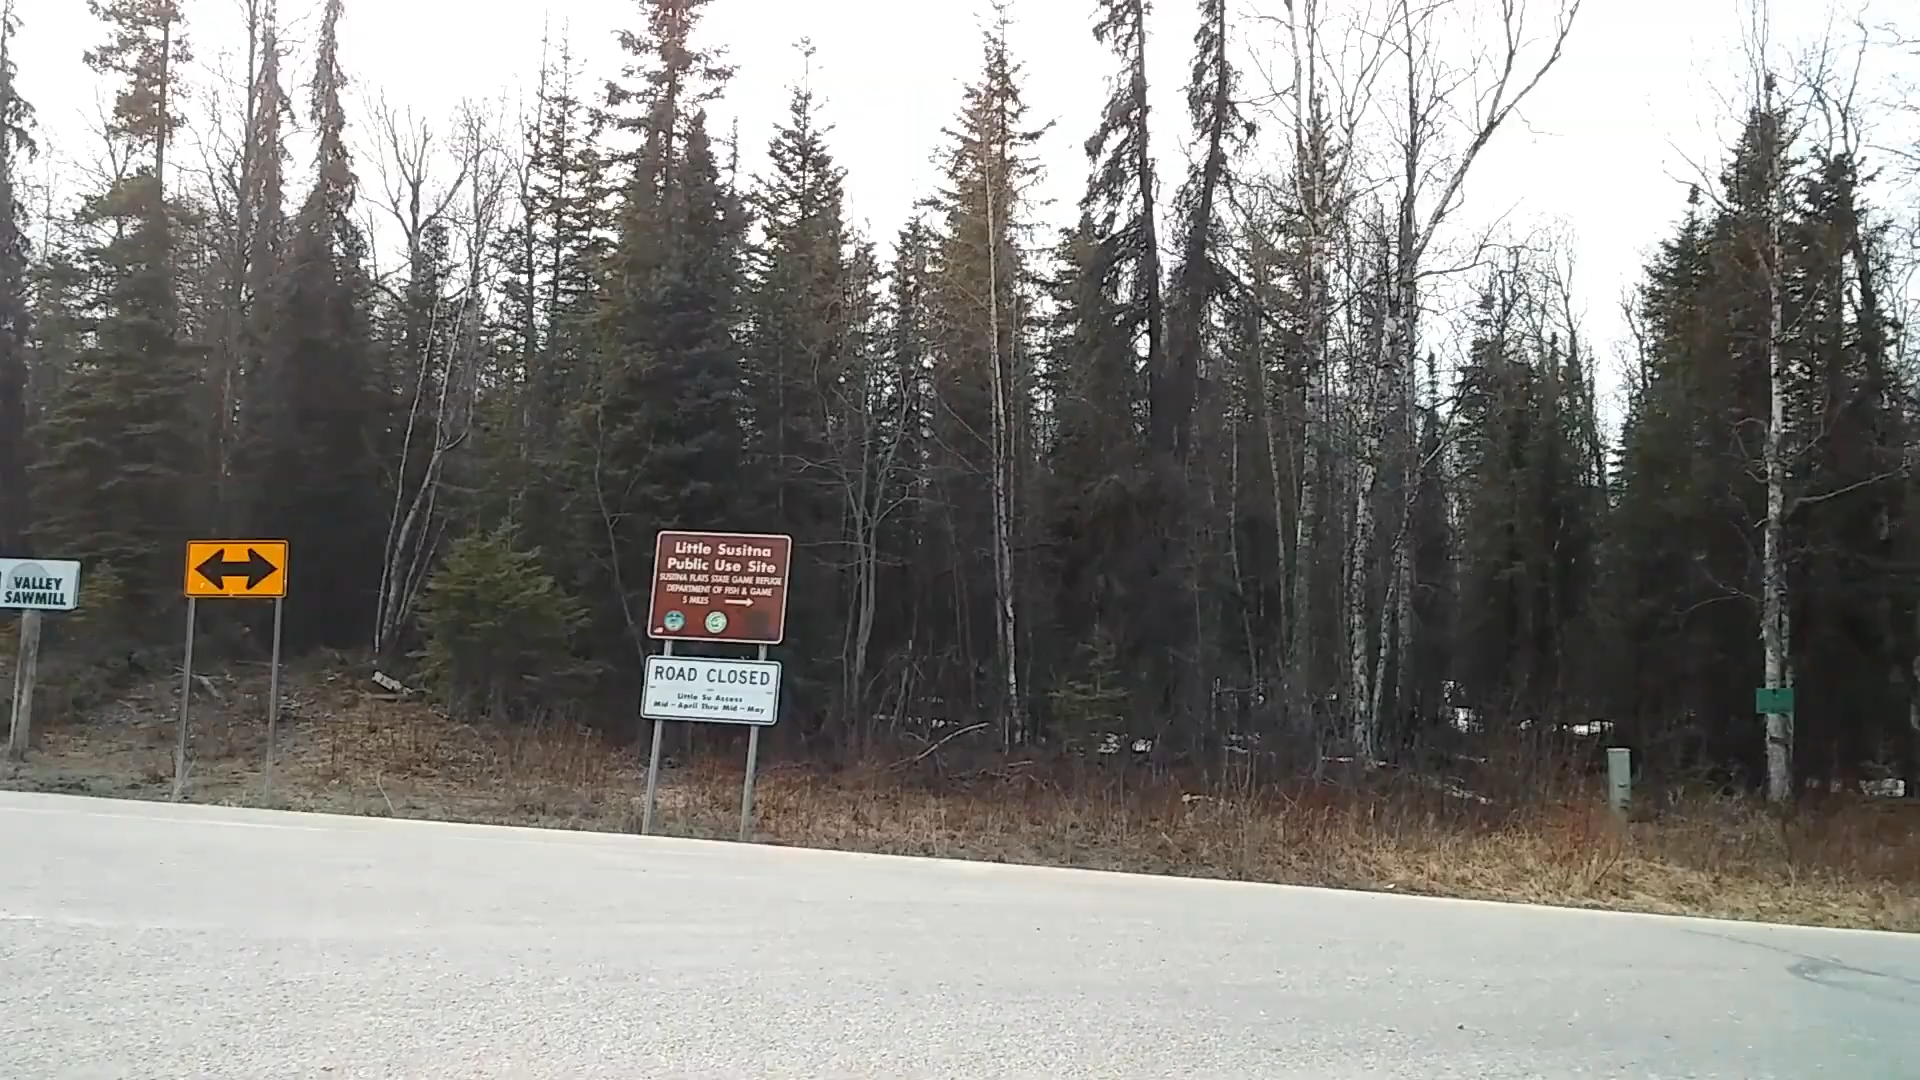 VALLEY
SAWMILL
Little Susitna
Public Use Site
SUSITNA FLATS STATE GAME REFUGE
DEPARTMENT OF FISH & GAME
5 MILES
ROAD CLOSED
Little Su Access
Mid - April thru Mid - May